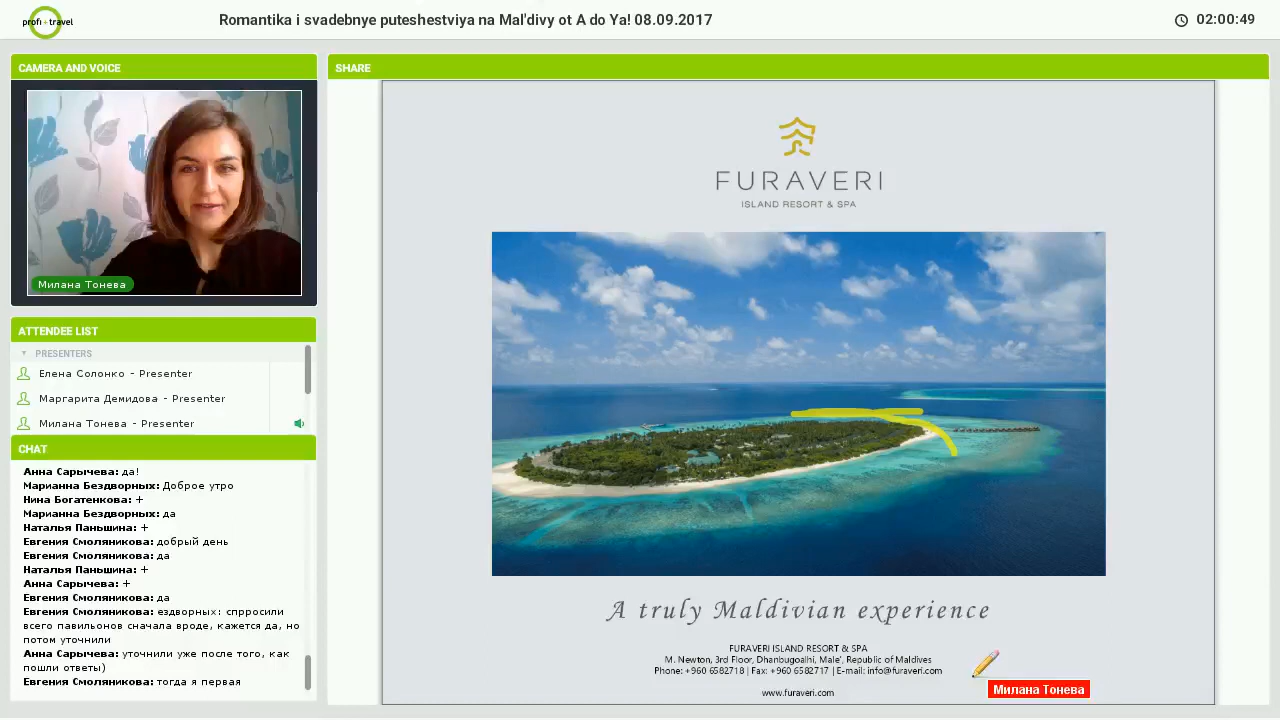 profi+travel
Romantika i svadebnye puteshestviya na Mal'divy ot A do Ya! 08.09.2017
02:00:49
CAMERA AND VOICE
Милана Тонева
ATTENDEE LIST
PRESENTERS
Елена Солонко - Presenter
Маргарита Демидова - Presenter
Милана Тонева - Presenter
CHAT
Анна Сарычева: да!
Марианна Бездворных: Доброе утро
Нина Богатенкова: +
Марианна Бездворных: да
Наталья Паньшина: +
Евгения Смоляникова: добрый день
Евгения Смоляникова: да
Наталья Паньшина: +
Анна Сарычева: +
Евгения Смоляникова: да
Евгения Смоляникова: ездворных: спрросили
всего павильонов сначала вроде, кажется да, но
потом уточнили
Анна Сарычева: уточнили уже после того, как
пошли ответы)
Евгения Смоляникова: тогда я первая
SHARE
FURAVERI
ISLAND RESORT & SPA
A truly Maldivian experience
FURAVERI ISLAND RESORT & SPA
M. Newton, 3rd Floor, Dhanbugoalhi, Male', Republic of Maldives
Phone: +960 6582718 | Fax: +960 6582717 | E-mail: info@furaveri.com
www.furaveri.com
Милана Тонева